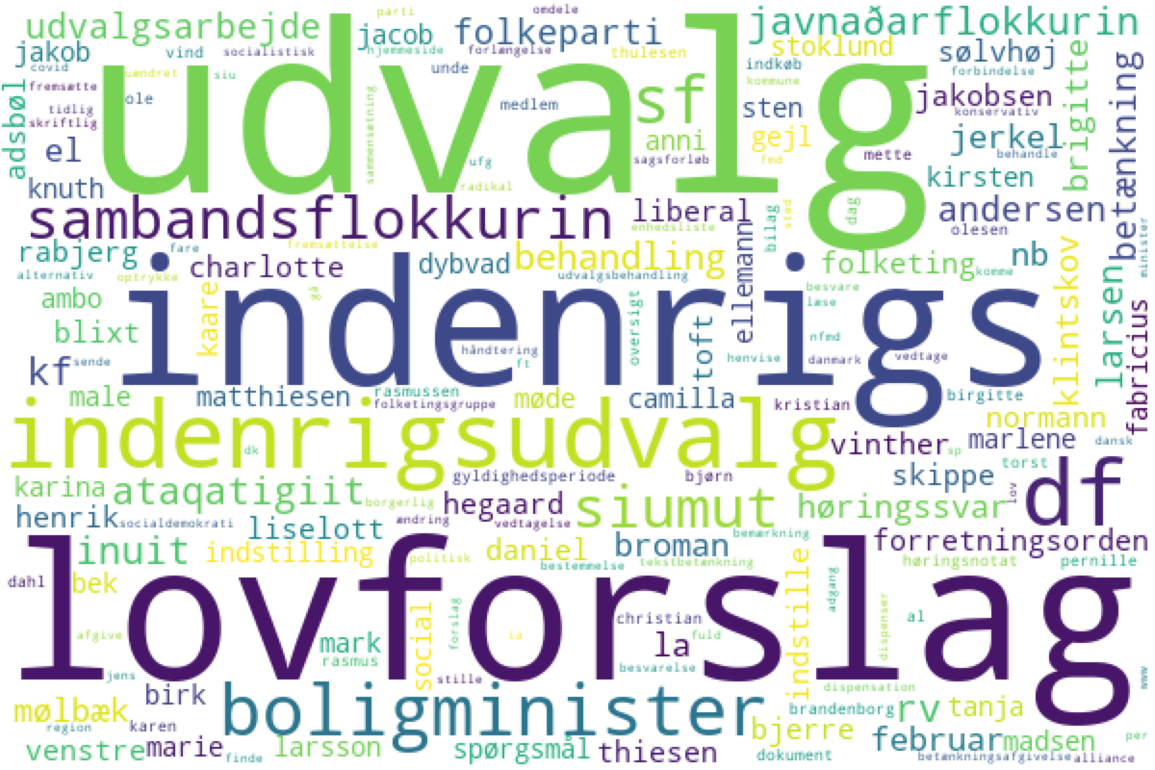 parti
omdele
udvalgsarbejde
jacob
folkeparti
javnaðarflokkurin
jakob
vind
socialistisk
hjemmeside
forlængelse
thulesen
stoklund
sølvhøj
covid
uandret
siu
unde
indkøb
forbindelse
adsbøl
fremsætte
kommune
brigitte
betænkning
udvalg
sf
ole
medlem
sten
jakobsen
konservativ
tidlig
skriftlig
sammensætning
anni
gejl
jerkel
el
ufg
sagsforløb
fmd
mette
behandle
knuth
radikal
kirsten
sambandsflokkurin
liberal
bilag
sted
dag
andersen
olesen
enhedsliste
rabjerg
fare
fremsættelse
behandling
ellemann
folketing
nb
minister
alternativ
optrykke
charlotte
dybvad
udvalgsbehandling
komme
klintskov
larsen
ambo
kaare
gå
indenrigs
oversigt
toft
besvare
læse
blixt
nfmd
fabricius
kf
sende
håndtering
ft
henvise
danmark
vedtage
male
matthiesen
rasmussen
folketingsgruppe
møde
camilla
kristian
birgitte
normann
indenrigsudvalg
vinther
marlene
dansk
dk
sp
karina
ataqatigiit
borgerlig
gyldighedsperiode
bjørn
skippe
torst
df
hegaard
siumut
høringssvar
lov
henrik
socialdemokrati
liselott
ændring
vedtagelse
bemærkning
forretningsorden
inuit
indstilling
politisk
daniel
broman
bestemmelse
tekstbetænkning
høringsnotat
pernille
dahl
bek
lovforslag
indstille
adgang
afgive
social
forslag
ia
christian
fuld
al
dispenser
mark
rasmus
la
jens
stille
besvarelse
birk
boligminister
dispensation
www
mølbæk
brandenborg
rv
tanja
region
karen
bjerre
februar
madsen
per
venstre
marie
finde
larsson
spørgsmål
thiesen
dokument
betænkningsafgivelse
alliance